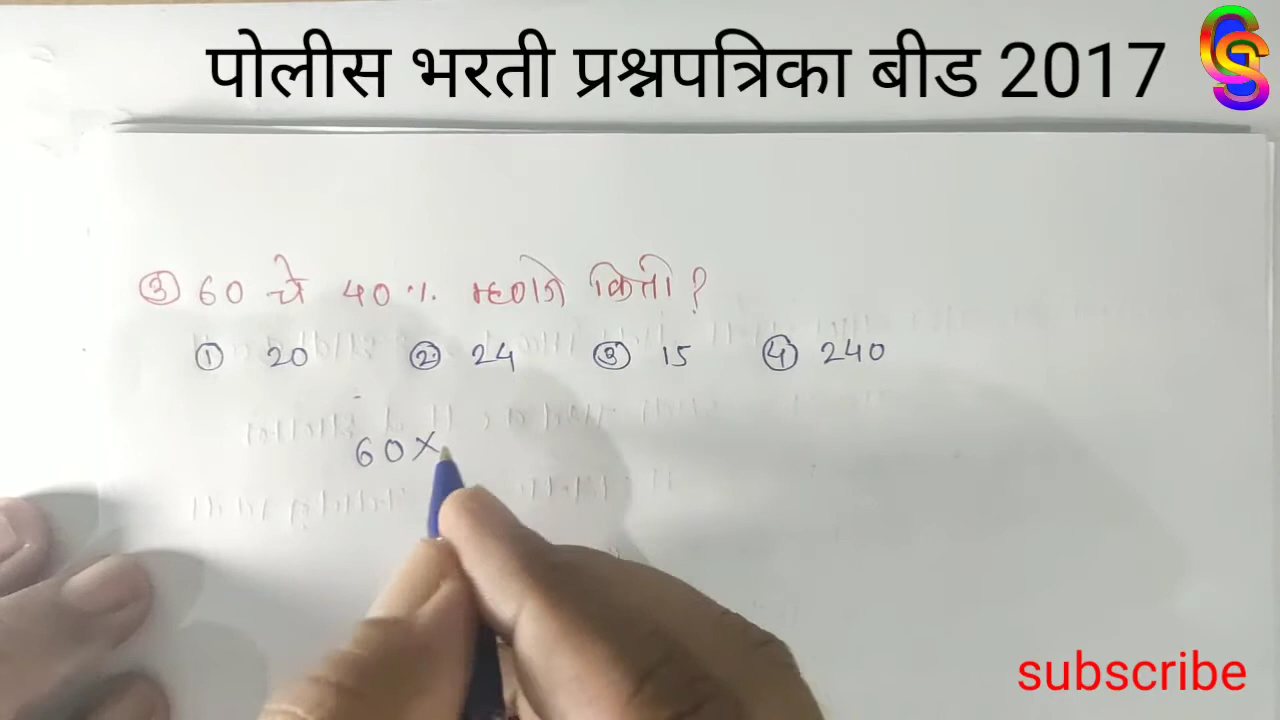 पोलीस भरती प्रश्नपत्रिका बीड 2017
③ 60 चे 40 % म्हणजे किती ?
① 20 ② 24 ③ 15 ④ 240
60×
subscribe